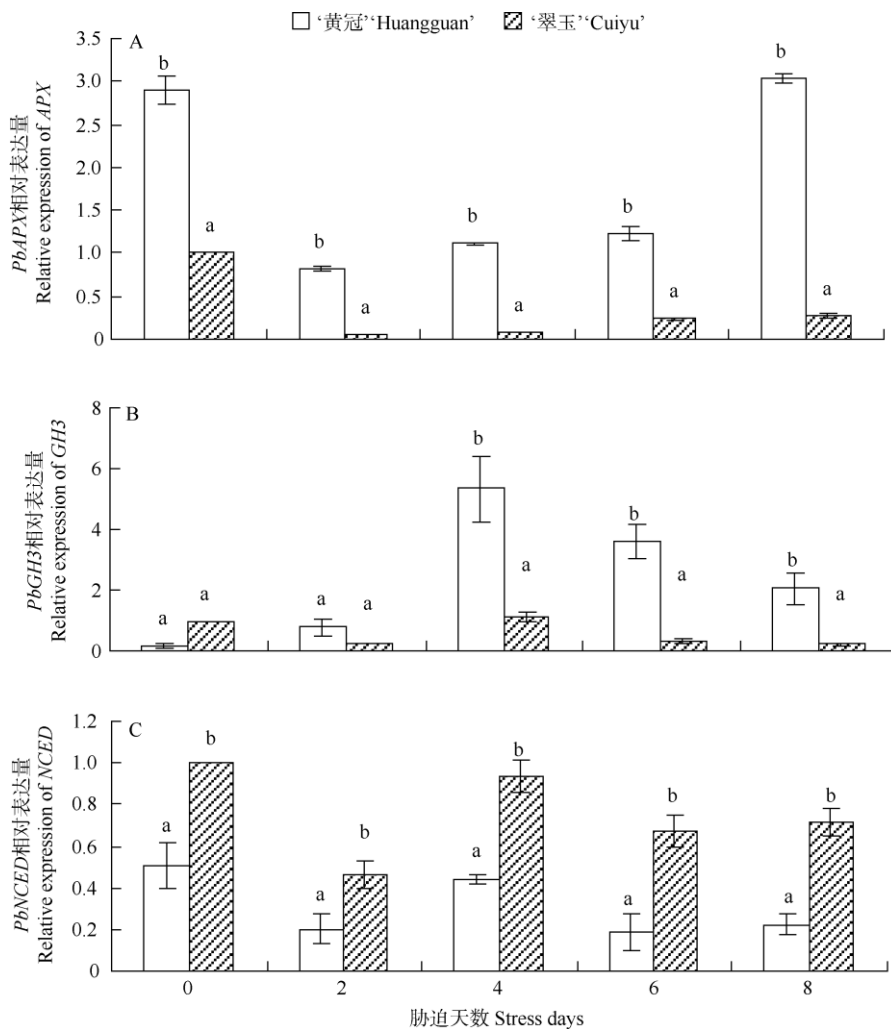 ‘黄冠’‘Huangguan’ ‘翠玉’‘Cuiyu’
A
PbAPX相对表达量
Relative expression of APX
3.5
3.0
2.5
2.0
1.5
1.0
0.5
0
b
a
b
a
b
a
b
a
b
a
B
PbGH3相对表达量
Relative expression of GH3
8
6
4
2
0
a
a
a
a
b
a
b
a
b
a
C
PbNCED相对表达量
Relative expression of NCED
1.2
1.0
0.8
0.6
0.4
0.2
0
a
b
a
b
a
b
a
b
a
b
0 2 4 6 8
胁迫天数 Stress days